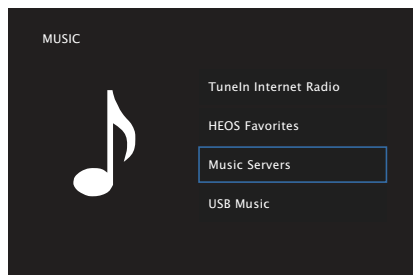 MUSIC
TuneIn Internet Radio
HEOS Favorites
Music Servers
USB Music